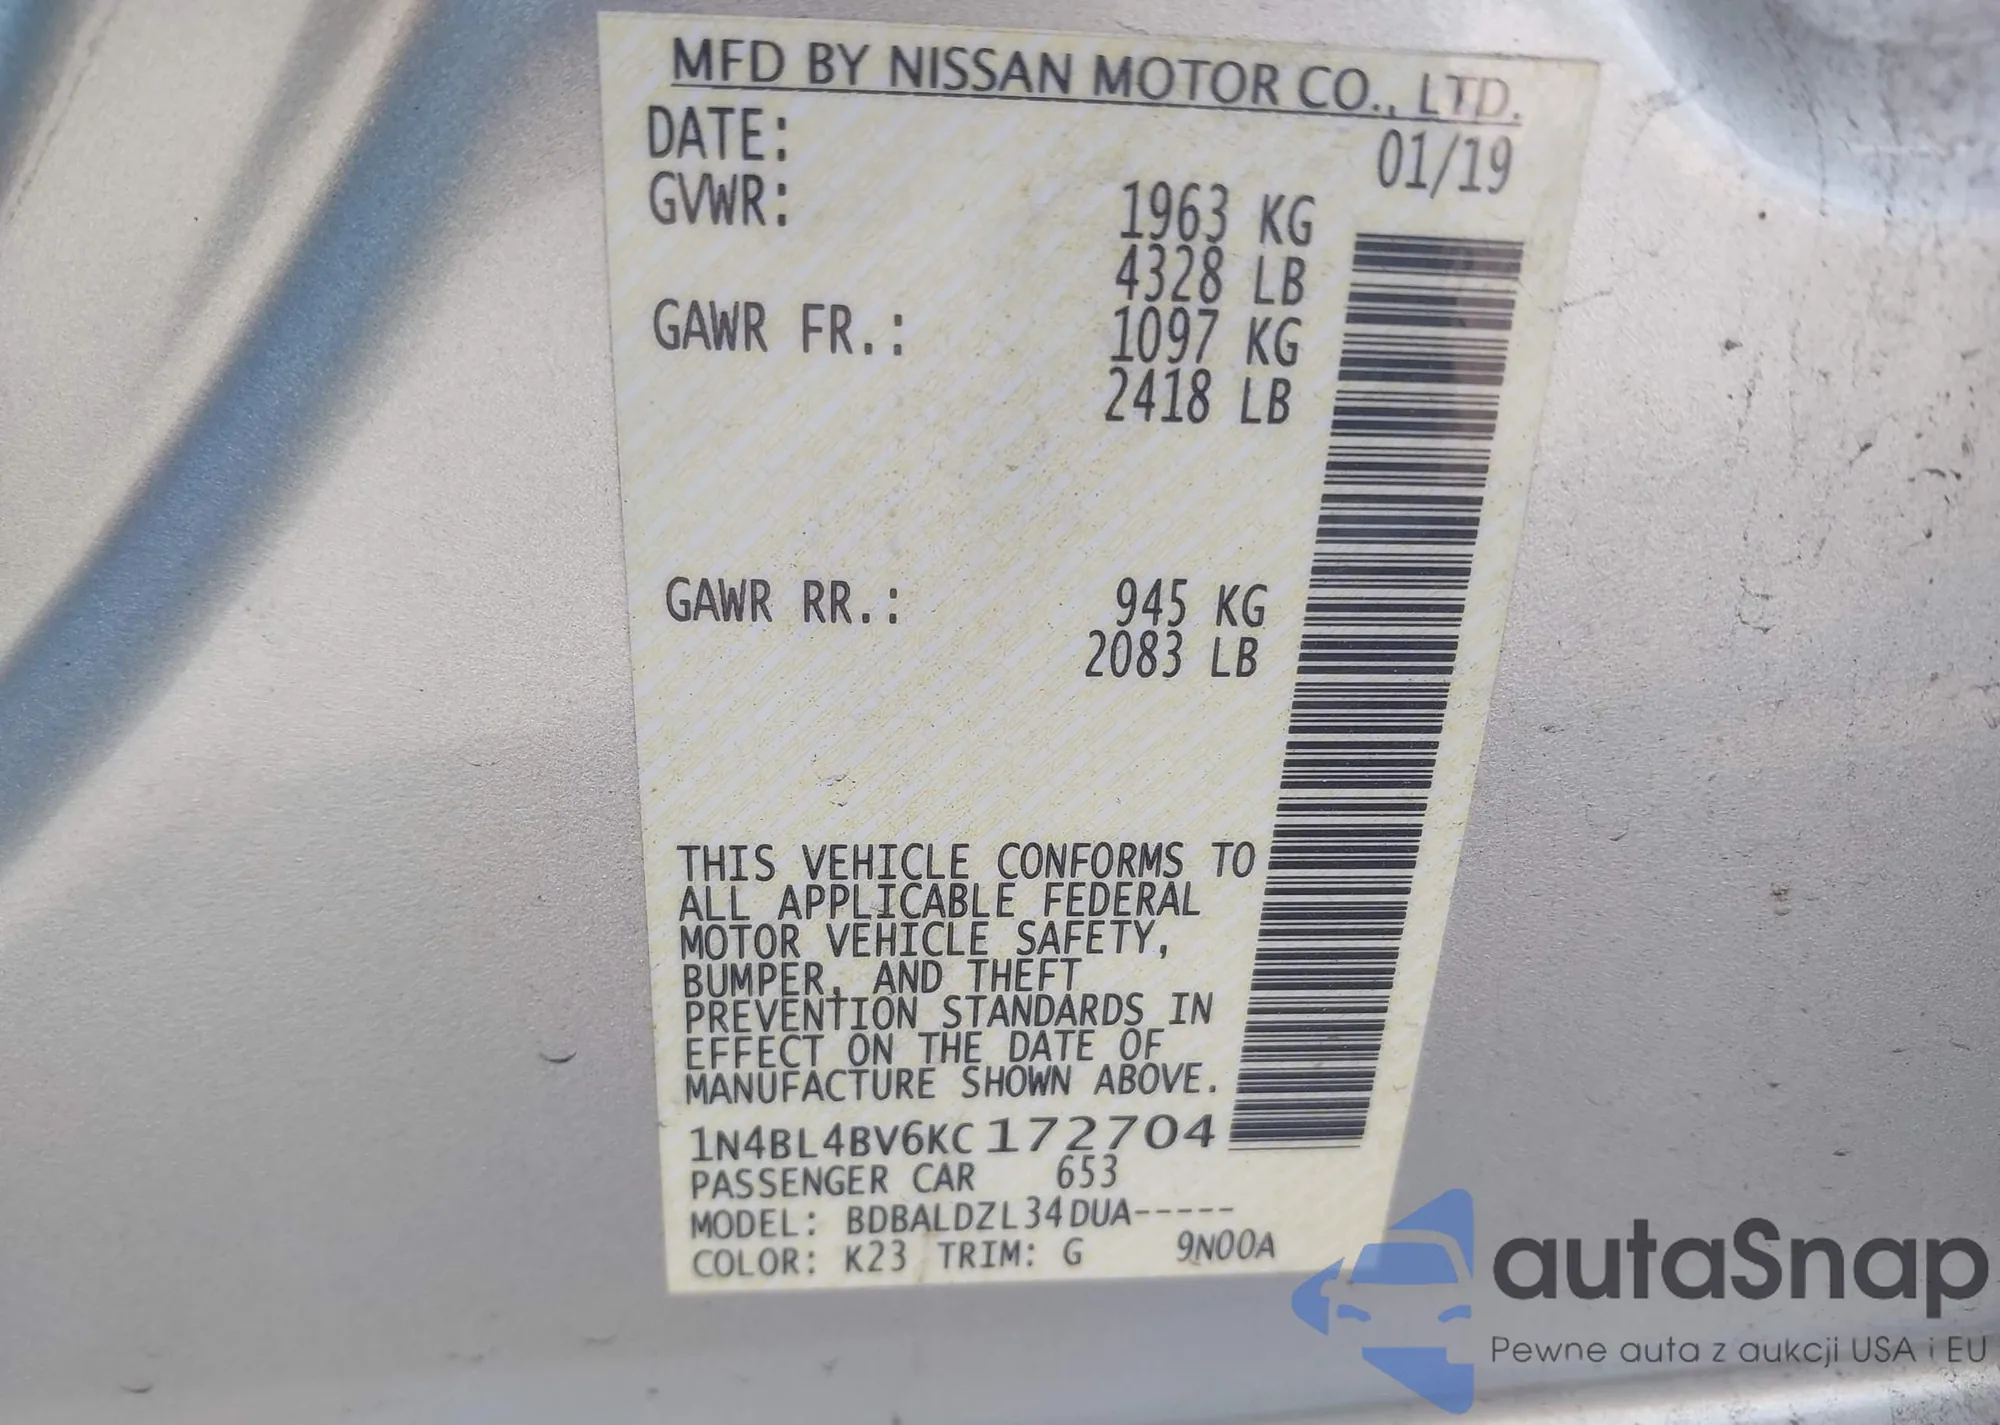 MFD BY NISSAN MOTOR CO., LTD.
DATE: 01/19
GVWR: 1963 KG
4328 LB
GAWR FR.: 1097 KG
2418 LB
GAWR RR.: 945 KG
2083 LB
THIS VEHICLE CONFORMS TO
ALL APPLICABLE FEDERAL
MOTOR VEHICLE SAFETY,
BUMPER, AND THEFT
PREVENTION STANDARDS IN
EFFECT ON THE DATE OF
MANUFACTURE SHOWN ABOVE.
1N4BL4BV6KC172704
PASSENGER CAR 653
MODEL: BDBALDZL34DUA-----
COLOR: K23 TRIM: G 9N00A
autaSnap
Pewne auta z aukcji USA i EU